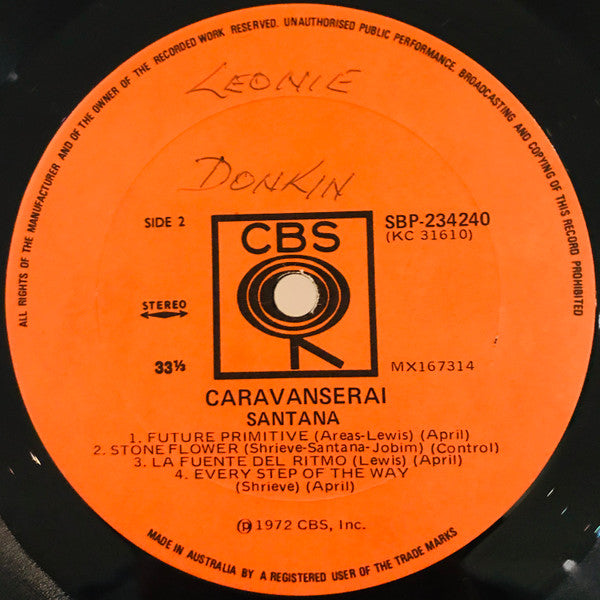 ALL RIGHTS OF THE MANUFACTURER AND OF THE OWNER OF THE RECORDED WORK RESERVED. UNAUTHORISED PUBLIC PERFORMANCE, BROADCASTING AND COPYING OF THIS RECORD PROHIBITED
LEONIE
DONKIN
SIDE 2
CBS
SBP-234240
(KC 31610)
STEREO
33⅓
MX167314
CARAVANSERAI
SANTANA
1. FUTURE PRIMITIVE (Areas-Lewis) (April)
2. STONE FLOWER (Shrieve-Santana-Jobim) (Control)
3. LA FUENTE DEL RITMO (Lewis) (April)
4. EVERY STEP OF THE WAY
(Shrieve) (April)
Ⓟ1972 CBS, Inc.
MADE IN AUSTRALIA BY A REGISTERED USER OF THE TRADE MARKS